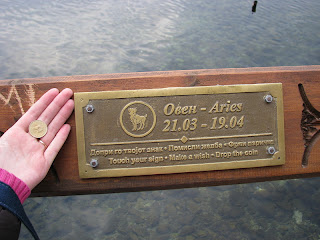 Овен - Aries
21.03 - 19.04
Допри го твојот знак • Помисли желба • Фрли паричка
Touch your sign • Make a wish • Drop the coin